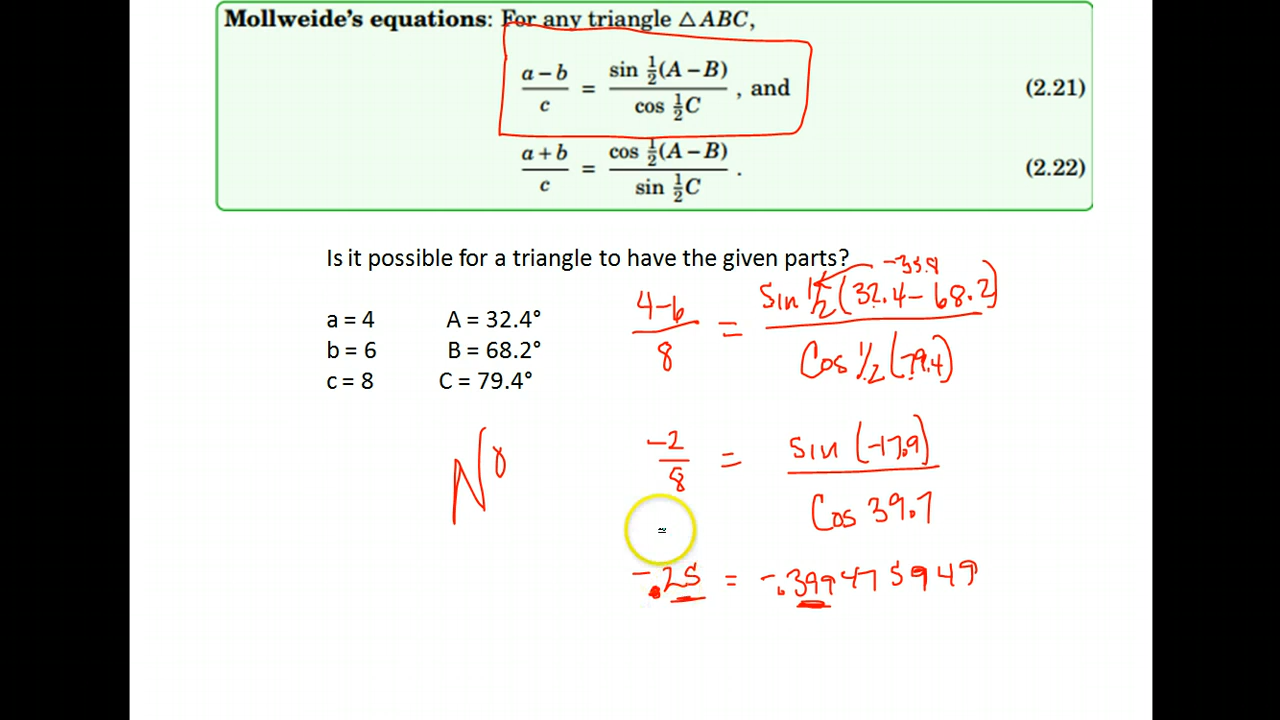 Mollweide's equations: For any triangle △ABC,
a − b / c = sin ½(A − B) / cos ½C , and (2.21)
a + b / c = cos ½(A − B) / sin ½C . (2.22)
Is it possible for a triangle to have the given parts?
-35.8
a = 4 A = 32.4°
b = 6 B = 68.2°
c = 8 C = 79.4°
4-6 / 8 = Sin 1/2 (32.4 - 68.2) / Cos 1/2 (79.4)
No
-2 / 8 = sin (-17.9) / Cos 39.7
-.25 = -.399475949